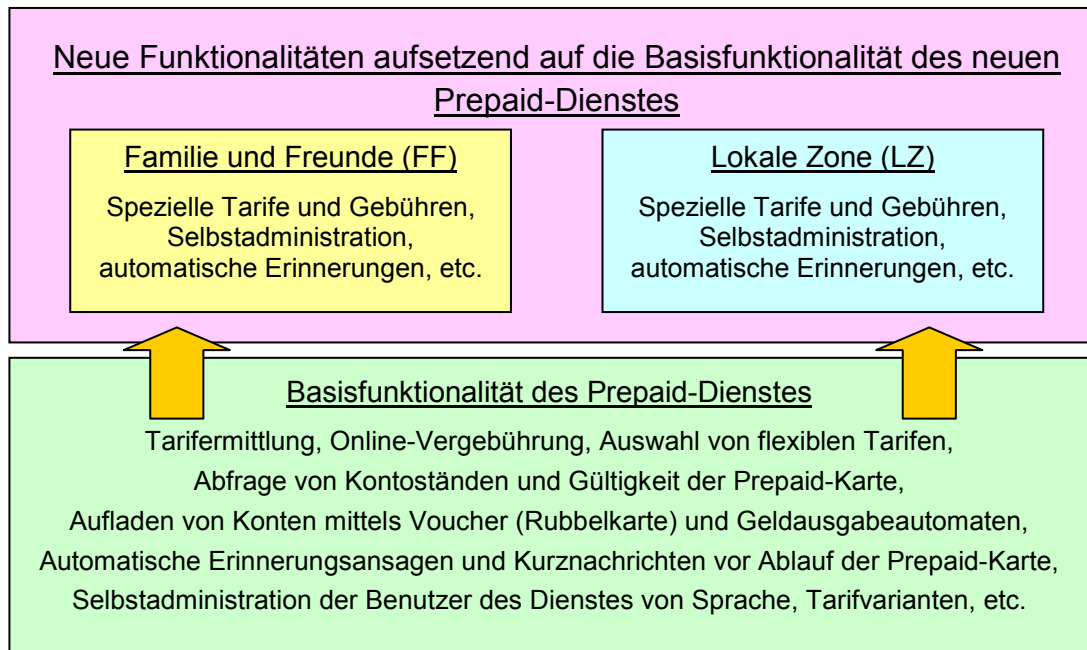 Neue Funktionalitäten aufsetzend auf die Basisfunktionalität des neuen
Prepaid-Dienstes
Familie und Freunde (FF)
Spezielle Tarife und Gebühren,
Selbstadministration,
automatische Erinnerungen, etc.
Lokale Zone (LZ)
Spezielle Tarife und Gebühren,
Selbstadministration,
automatische Erinnerungen, etc.
Basisfunktionalität des Prepaid-Dienstes
Tarifermittlung, Online-Vergebührung, Auswahl von flexiblen Tarifen,
Abfrage von Kontoständen und Gültigkeit der Prepaid-Karte,
Aufladen von Konten mittels Voucher (Rubbelkarte) und Geldausgabeautomaten,
Automatische Erinnerungsansagen und Kurznachrichten vor Ablauf der Prepaid-Karte,
Selbstadministration der Benutzer des Dienstes von Sprache, Tarifvarianten, etc.